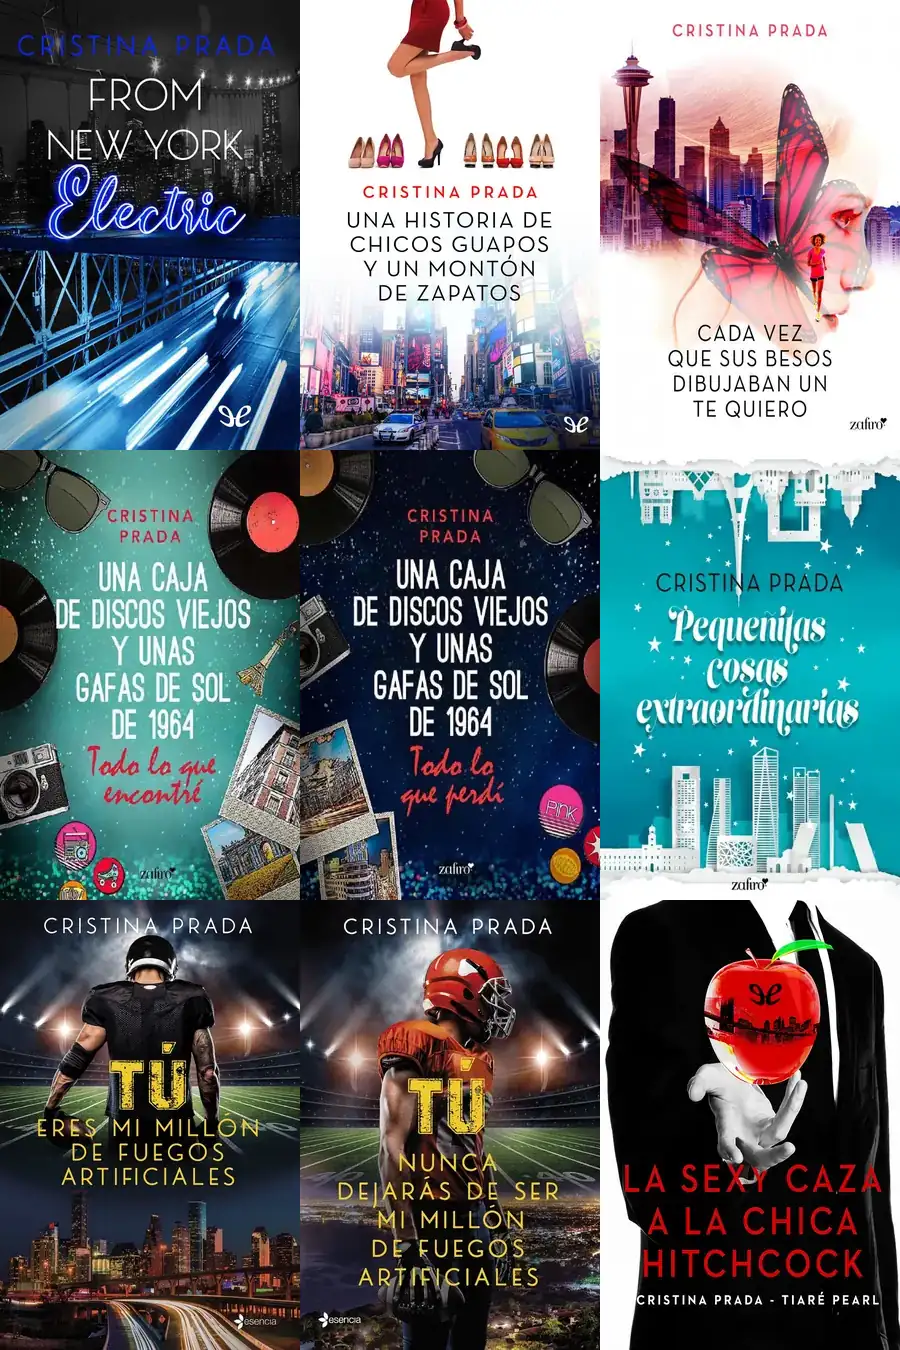 CRISTINA PRADA
FROM
NEW YORK
Electric
CRISTINA PRADA
UNA HISTORIA DE
CHICOS GUAPOS
Y UN MONTÓN
DE ZAPATOS
CRISTINA PRADA
CADA VEZ
QUE SUS BESOS
DIBUJABAN UN
TE QUIERO
zafiro
CRISTINA
PRADA
UNA CAJA
DE DISCOS VIEJOS
Y UNAS
GAFAS DE SOL
DE 1964
Todo lo que
encontré
zafiro
CRISTINA
PRADA
UNA CAJA
DE DISCOS VIEJOS
Y UNAS
GAFAS DE SOL
DE 1964
Todo lo
que perdí
PINK
zafiro
CRISTINA PRADA
Pequeñitas
cosas
extraordinarias
zafiro
CRISTINA PRADA
TÚ
ERES MI MILLÓN
DE FUEGOS
ARTIFICIALES
esencia
CRISTINA PRADA
TÚ
NUNCA
DEJARÁS DE SER
MI MILLÓN
DE FUEGOS
ARTIFICIALES
esencia
LA SEXY CAZA
A LA CHICA
HITCHCOCK
CRISTINA PRADA - TIARÉ PEARL